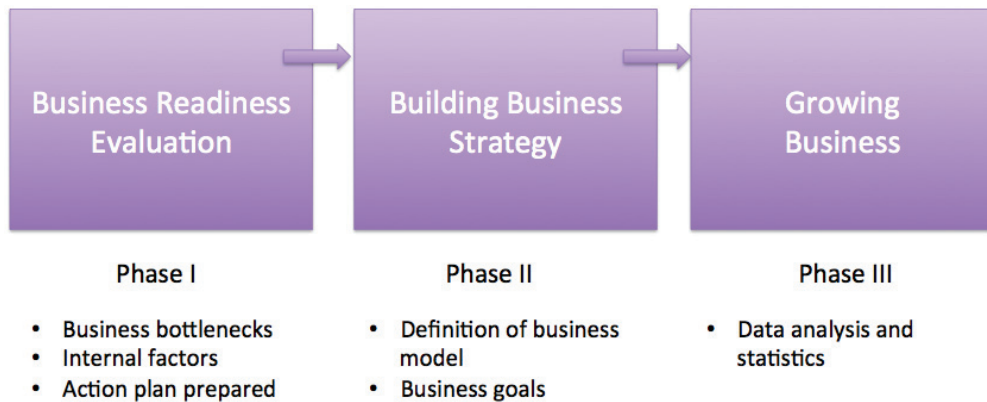 Business Readiness
Evaluation
Building Business
Strategy
Growing
Business
Phase I
• Business bottlenecks
• Internal factors
• Action plan prepared
Phase II
• Definition of business
model
• Business goals
Phase III
• Data analysis and
statistics